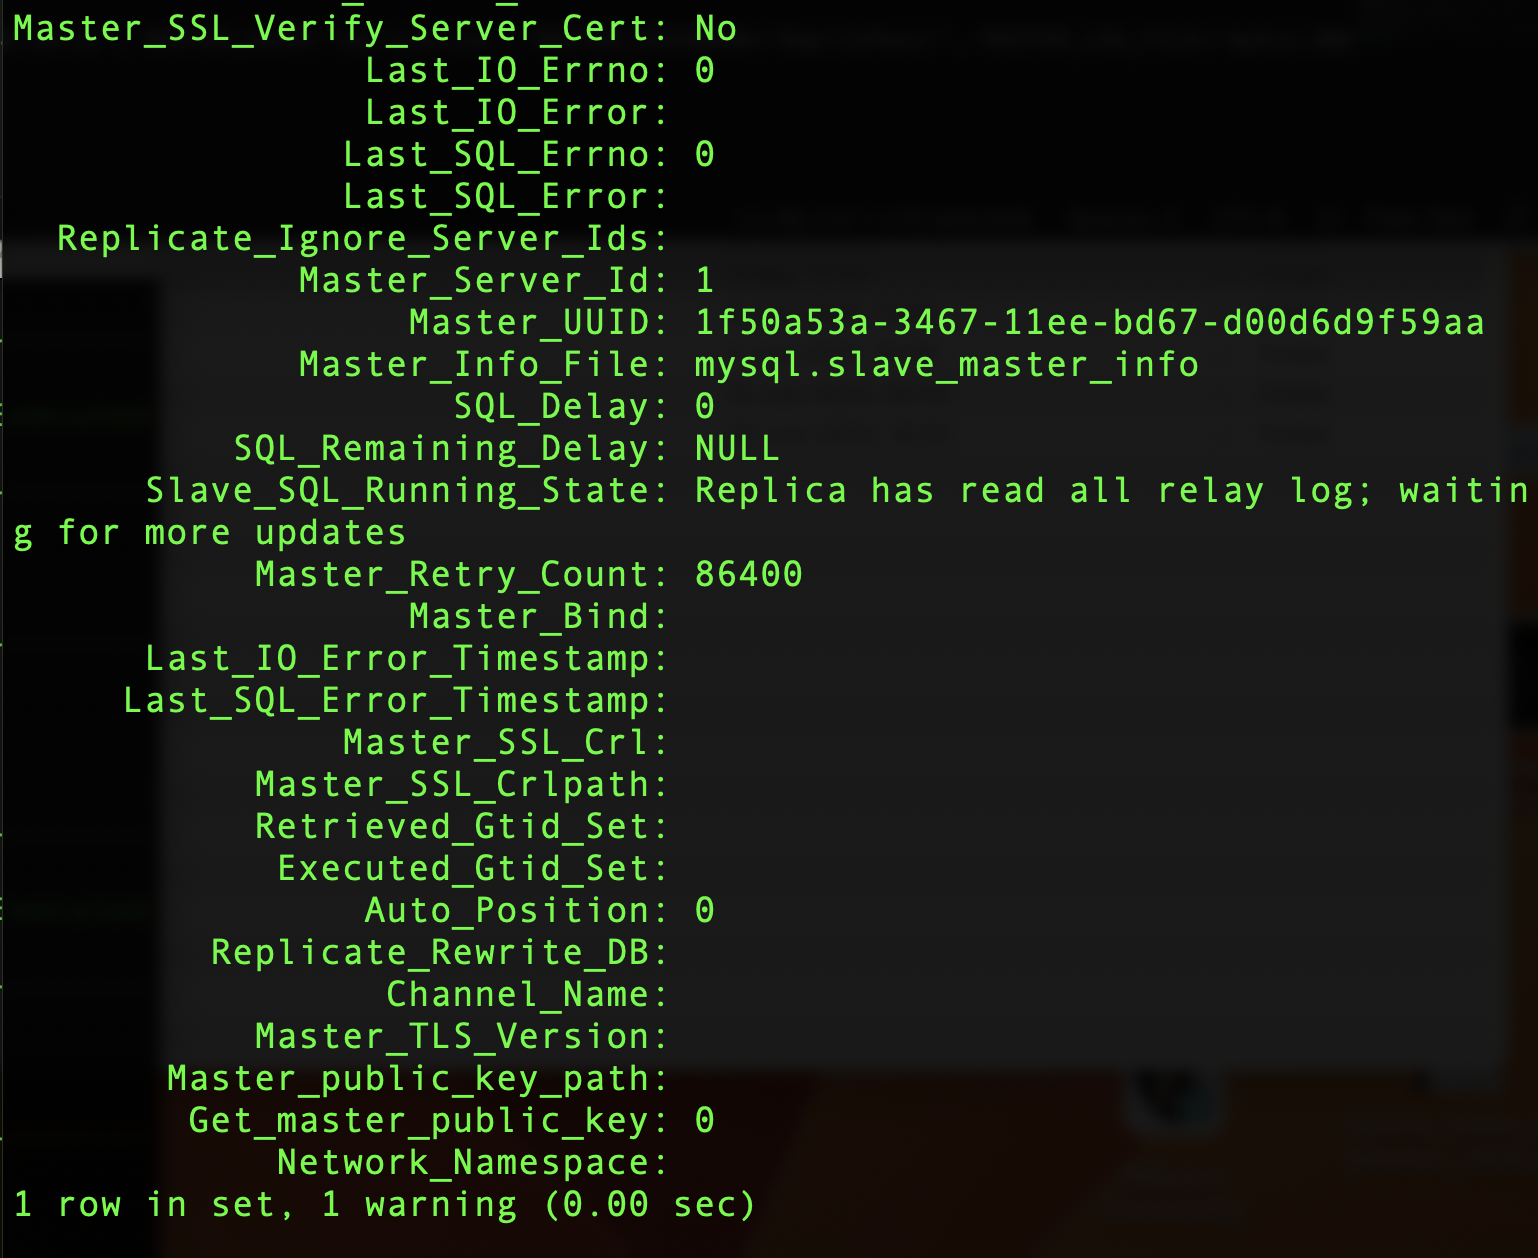 Master_SSL_Verify_Server_Cert: No
Last_IO_Errno: 0
Last_IO_Error:
Last_SQL_Errno: 0
Last_SQL_Error:
Replicate_Ignore_Server_Ids:
Master_Server_Id: 1
Master_UUID: 1f50a53a-3467-11ee-bd67-d00d6d9f59aa
Master_Info_File: mysql.slave_master_info
SQL_Delay: 0
SQL_Remaining_Delay: NULL
Slave_SQL_Running_State: Replica has read all relay log; waitin
g for more updates
Master_Retry_Count: 86400
Master_Bind:
Last_IO_Error_Timestamp:
Last_SQL_Error_Timestamp:
Master_SSL_Crl:
Master_SSL_Crlpath:
Retrieved_Gtid_Set:
Executed_Gtid_Set:
Auto_Position: 0
Replicate_Rewrite_DB:
Channel_Name:
Master_TLS_Version:
Master_public_key_path:
Get_master_public_key: 0
Network_Namespace:
1 row in set, 1 warning (0.00 sec)